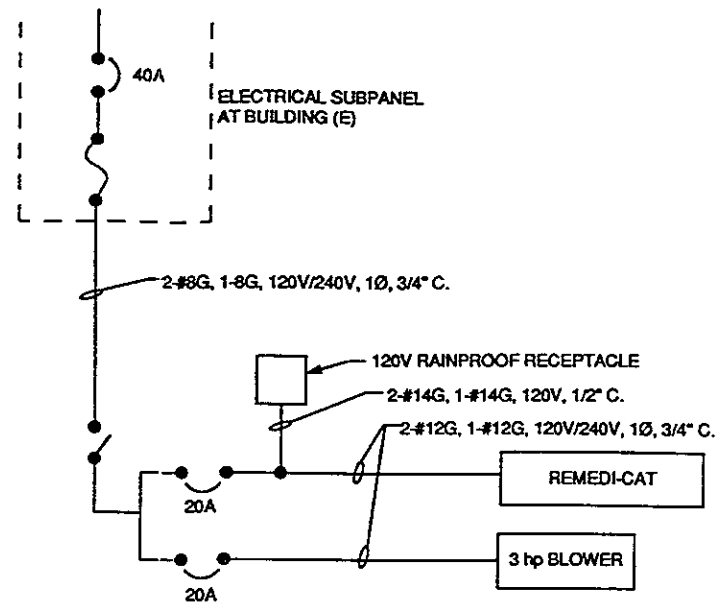 40A
ELECTRICAL SUBPANEL
AT BUILDING (E)
2-#8G, 1-8G, 120V/240V, 1Ø, 3/4" C.
120V RAINPROOF RECEPTACLE
2-#14G, 1-#14G, 120V, 1/2" C.
2-#12G, 1-#12G, 120V/240V, 1Ø, 3/4" C.
20A
REMEDI-CAT
20A
3 hp BLOWER